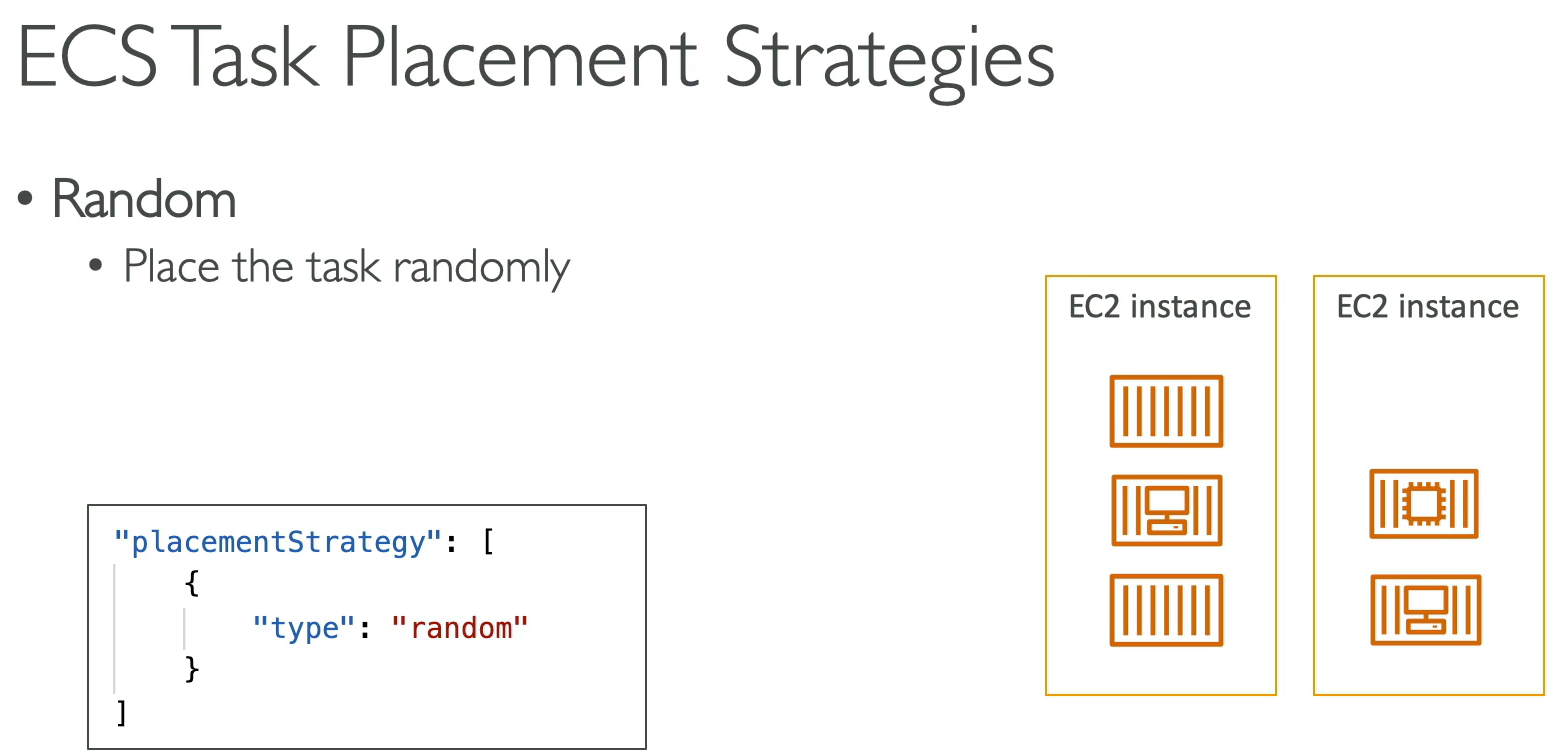 ECS Task Placement Strategies
• Random
• Place the task randomly
EC2 instance
EC2 instance
"placementStrategy": [
{
"type": "random"
}
]